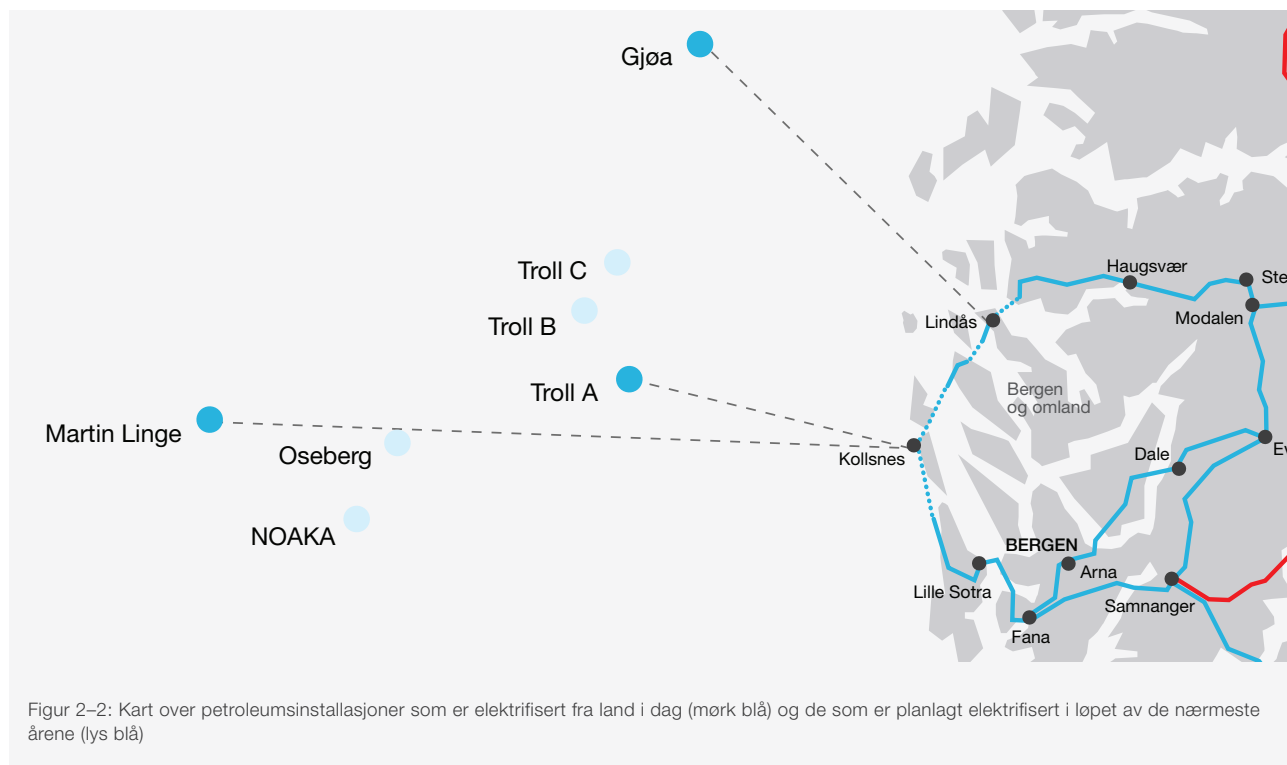 Gjøa
Troll C
Haugsvær
Ste
Modalen
Lindås
Troll B
Troll A
Bergen
og omland
Martin Linge
Oseberg
Kollsnes
Dale
Ev
NOAKA
BERGEN
Arna
Lille Sotra
Samnanger
Fana
Figur 2–2: Kart over petroleumsinstallasjoner som er elektrifisert fra land i dag (mørk blå) og de som er planlagt elektrifisert i løpet av de nærmeste
årene (lys blå)